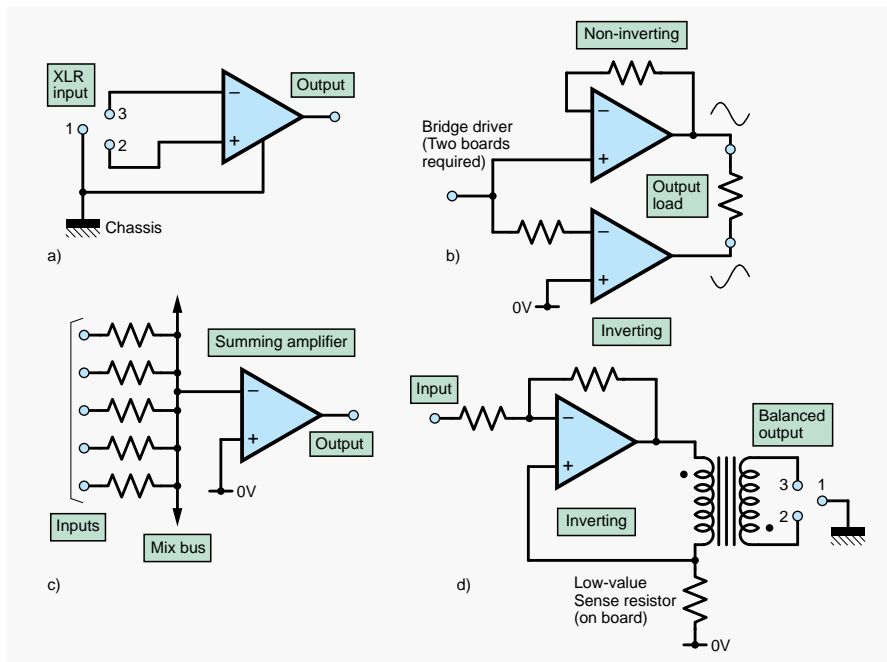 XLR
input
1
3
2
−
+
Output
Chassis
a)
Non-inverting
Bridge driver
(Two boards
required)
−
+
Output
load
−
+
0V
b)
Inverting
Summing amplifier
−
+
Output
0V
Inputs
Mix bus
c)
Input
−
+
Inverting
Balanced
output
3
1
2
Low-value
Sense resistor
(on board)
0V
d)